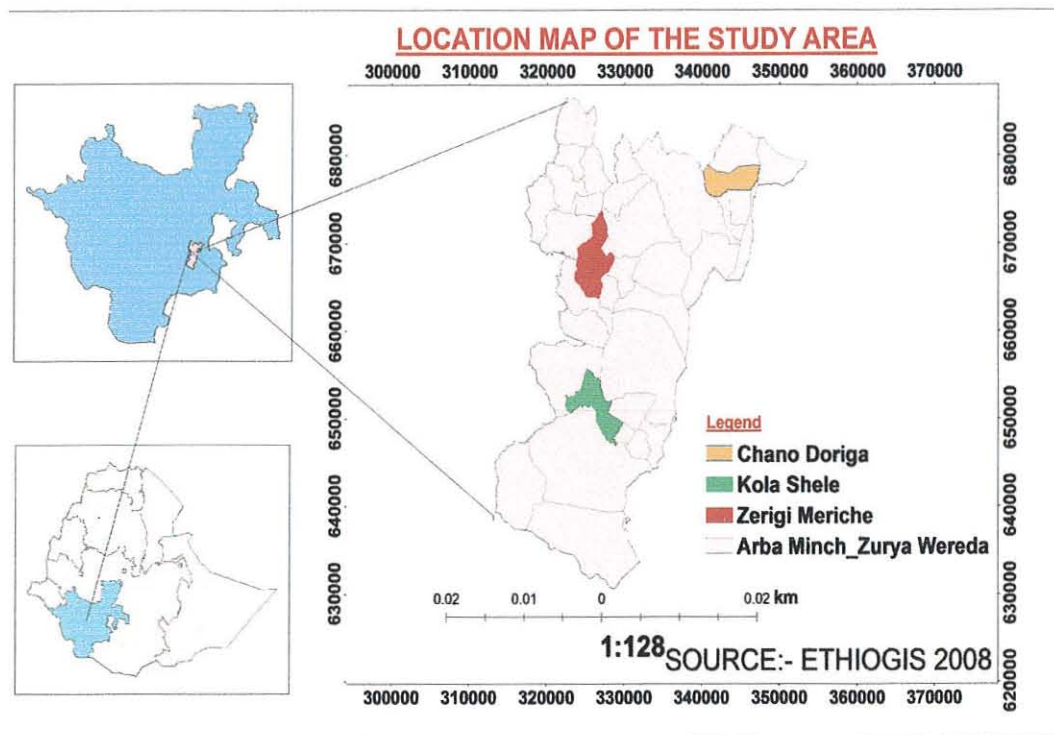 LOCATION MAP OF THE STUDY AREA
300000 310000 320000 330000 340000 350000 360000 370000
680000
670000
660000
650000
640000
630000
680000
670000
660000
650000
640000
630000
620000
Legend
Chano Doriga
Kola Shele
Zerigi Meriche
Arba Minch_Zurya Wereda
0.02 0.01 0 0.02 km
1:128 SOURCE:- ETHIOGIS 2008
300000 310000 320000 330000 340000 350000 360000 370000